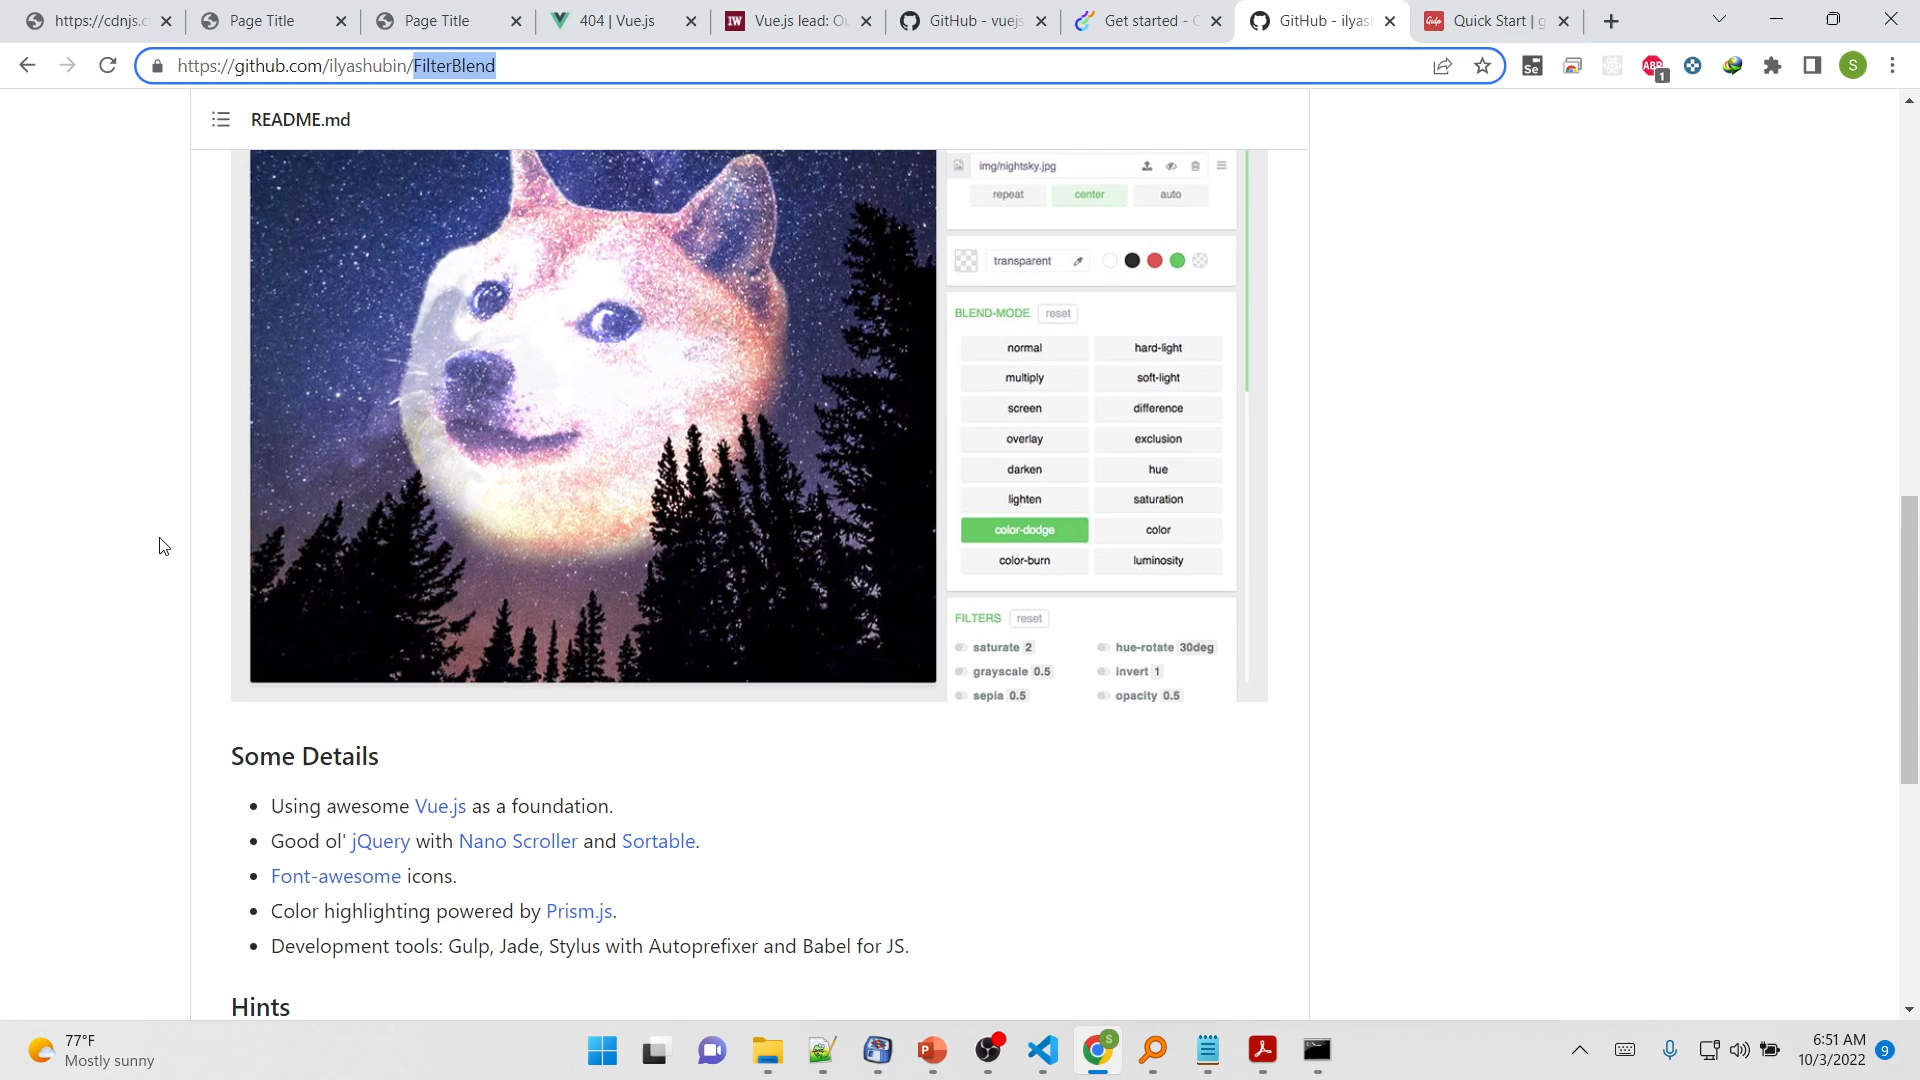 https://cdnjs.c
Page Title
Page Title
404 | Vue.js
Vue.js lead: Ou
GitHub - vuejs
Get started - C
GitHub - ilyas
Quick Start | g
https://github.com/ilyashubin/FilterBlend
Se
ABP
1
S
README.md
img/nightsky.jpg
repeat center auto
transparent
BLEND-MODE reset
normal hard-light
multiply soft-light
screen difference
overlay exclusion
darken hue
lighten saturation
color-dodge color
color-burn luminosity
FILTERS reset
saturate 2 hue-rotate 30deg
grayscale 0.5 invert 1
sepia 0.5 opacity 0.5
Some Details
Using awesome Vue.js as a foundation.
Good ol' jQuery with Nano Scroller and Sortable.
Font-awesome icons.
Color highlighting powered by Prism.js.
Development tools: Gulp, Jade, Stylus with Autoprefixer and Babel for JS.
Hints
77°F
Mostly sunny
6:51 AM
10/3/2022
9